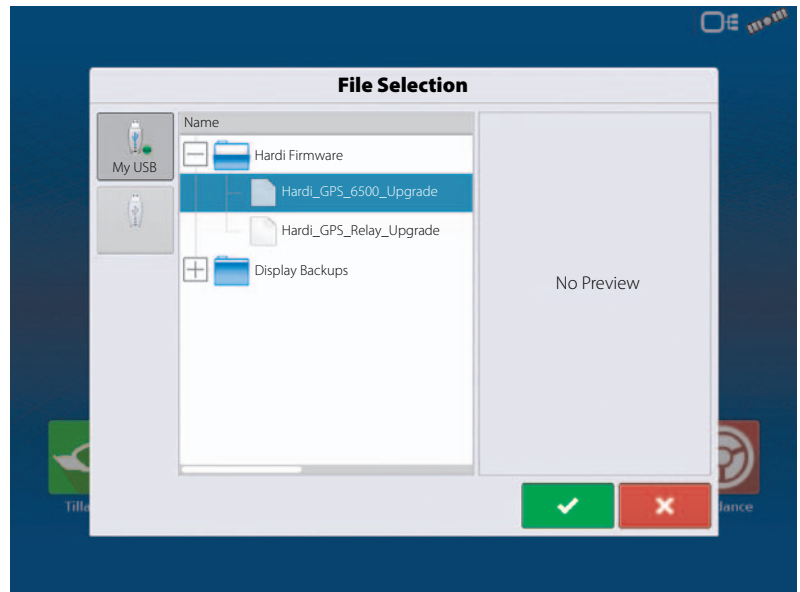 File Selection
My USB
Name
Hardi Firmware
Hardi_GPS_6500_Upgrade
Hardi_GPS_Relay_Upgrade
Display Backups
No Preview